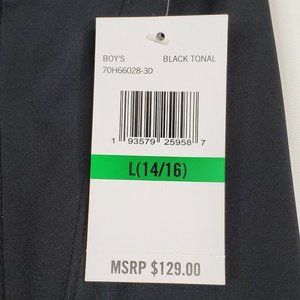 BOY'S BLACK TONAL
70H66028-30
1 93579 25958 7
L(14/16)
MSRP $129.00